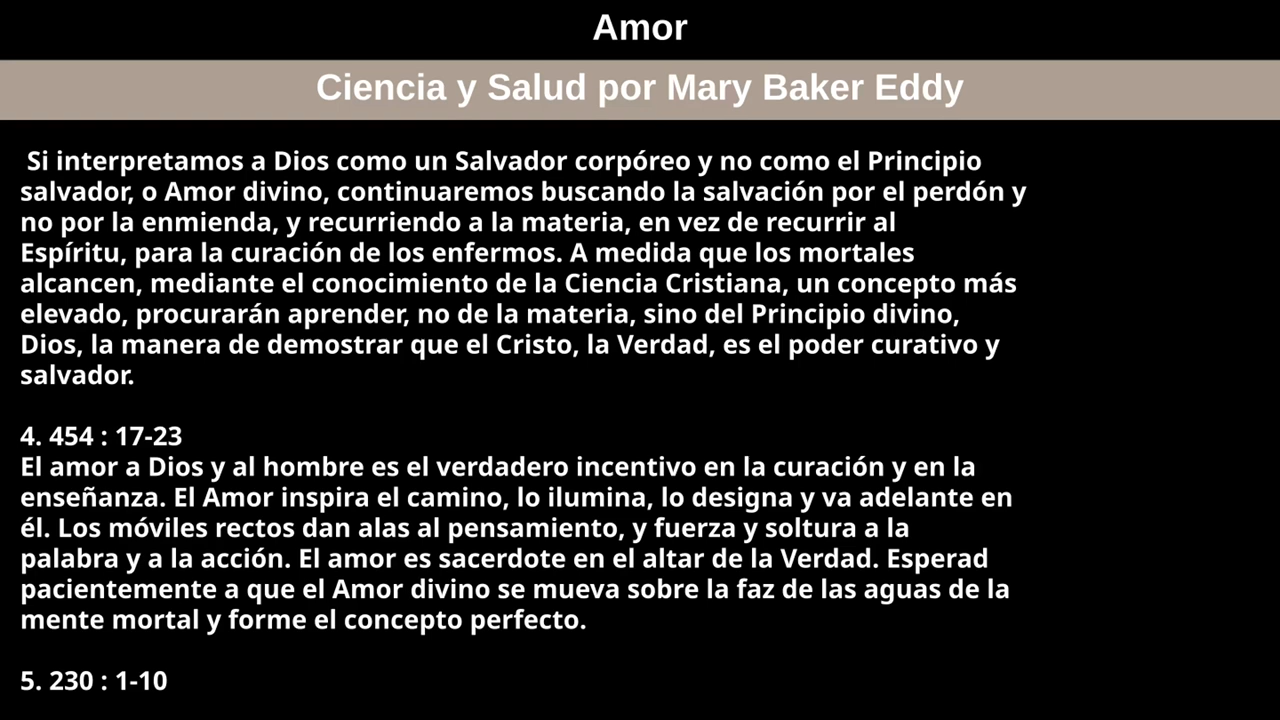 Amor
Ciencia y Salud por Mary Baker Eddy
Si interpretamos a Dios como un Salvador corpóreo y no como el Principio
salvador, o Amor divino, continuaremos buscando la salvación por el perdón y
no por la enmienda, y recurriendo a la materia, en vez de recurrir al
Espíritu, para la curación de los enfermos. A medida que los mortales
alcancen, mediante el conocimiento de la Ciencia Cristiana, un concepto más
elevado, procurarán aprender, no de la materia, sino del Principio divino,
Dios, la manera de demostrar que el Cristo, la Verdad, es el poder curativo y
salvador.
4. 454 : 17-23
El amor a Dios y al hombre es el verdadero incentivo en la curación y en la
enseñanza. El Amor inspira el camino, lo ilumina, lo designa y va adelante en
él. Los móviles rectos dan alas al pensamiento, y fuerza y soltura a la
palabra y a la acción. El amor es sacerdote en el altar de la Verdad. Esperad
pacientemente a que el Amor divino se mueva sobre la faz de las aguas de la
mente mortal y forme el concepto perfecto.
5. 230 : 1-10